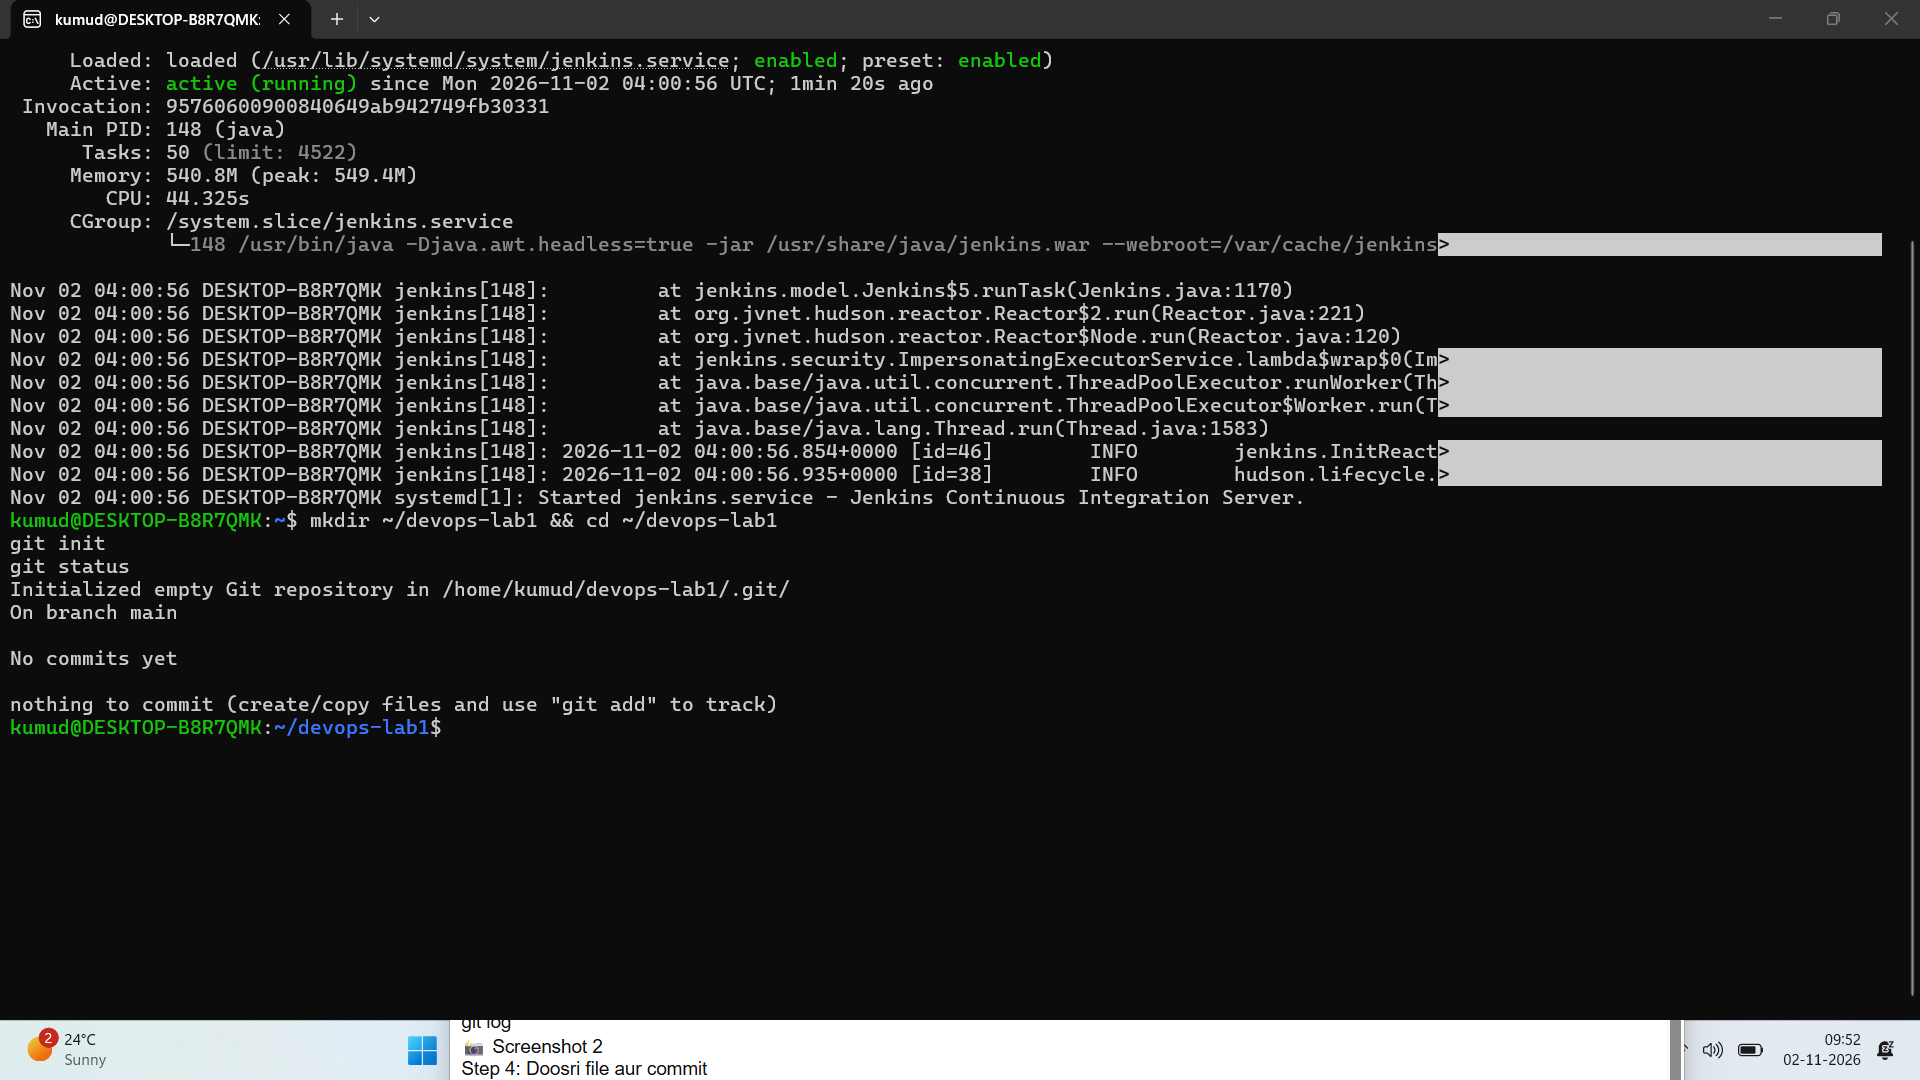 kumud@DESKTOP-B8R7QMK:
Loaded: loaded (/usr/lib/systemd/system/jenkins.service; enabled; preset: enabled)
Active: active (running) since Mon 2026-11-02 04:00:56 UTC; 1min 20s ago
Invocation: 95760600900840649ab942749fb30331
Main PID: 148 (java)
Tasks: 50 (limit: 4522)
Memory: 540.8M (peak: 549.4M)
CPU: 44.325s
CGroup: /system.slice/jenkins.service
└─148 /usr/bin/java -Djava.awt.headless=true -jar /usr/share/java/jenkins.war --webroot=/var/cache/jenkins>
Nov 02 04:00:56 DESKTOP-B8R7QMK jenkins[148]:         at jenkins.model.Jenkins$5.runTask(Jenkins.java:1170)
Nov 02 04:00:56 DESKTOP-B8R7QMK jenkins[148]:         at org.jvnet.hudson.reactor.Reactor$2.run(Reactor.java:221)
Nov 02 04:00:56 DESKTOP-B8R7QMK jenkins[148]:         at org.jvnet.hudson.reactor.Reactor$Node.run(Reactor.java:120)
Nov 02 04:00:56 DESKTOP-B8R7QMK jenkins[148]:         at jenkins.security.ImpersonatingExecutorService.lambda$wrap$0(Im>
Nov 02 04:00:56 DESKTOP-B8R7QMK jenkins[148]:         at java.base/java.util.concurrent.ThreadPoolExecutor.runWorker(Th>
Nov 02 04:00:56 DESKTOP-B8R7QMK jenkins[148]:         at java.base/java.util.concurrent.ThreadPoolExecutor$Worker.run(T>
Nov 02 04:00:56 DESKTOP-B8R7QMK jenkins[148]:         at java.base/java.lang.Thread.run(Thread.java:1583)
Nov 02 04:00:56 DESKTOP-B8R7QMK jenkins[148]: 2026-11-02 04:00:56.854+0000 [id=46]        INFO        jenkins.InitReact>
Nov 02 04:00:56 DESKTOP-B8R7QMK jenkins[148]: 2026-11-02 04:00:56.935+0000 [id=38]        INFO        hudson.lifecycle.>
Nov 02 04:00:56 DESKTOP-B8R7QMK systemd[1]: Started jenkins.service - Jenkins Continuous Integration Server.
kumud@DESKTOP-B8R7QMK:~$ mkdir ~/devops-lab1 && cd ~/devops-lab1
git init
git status
Initialized empty Git repository in /home/kumud/devops-lab1/.git/
On branch main
No commits yet
nothing to commit (create/copy files and use "git add" to track)
kumud@DESKTOP-B8R7QMK:~/devops-lab1$
git log
Screenshot 2
Step 4: Doosri file aur commit
2
24°C
Sunny
09:52
02-11-2026